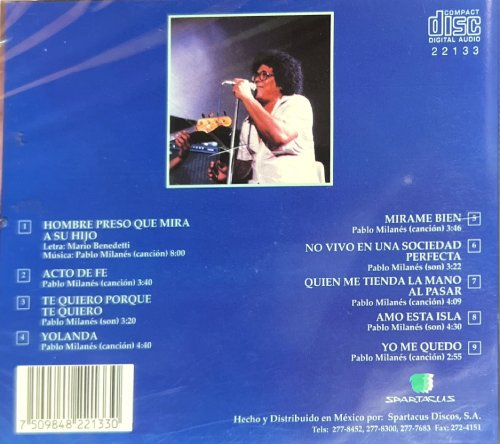 COMPACT
disc
DIGITAL AUDIO
22133
1 HOMBRE PRESO QUE MIRA
A SU HIJO
Letra: Mario Benedetti
Música: Pablo Milanés (canción) 8:00
2 ACTO DE FE
Pablo Milanés (canción) 3:40
3 TE QUIERO PORQUE
TE QUIERO
Pablo Milanés (son) 3:20
4 YOLANDA
Pablo Milanés (canción) 4:40
MIRAME BIEN 5
Pablo Milanés (canción) 3:46
NO VIVO EN UNA SOCIEDAD 6
PERFECTA
Pablo Milanés (son) 3:22
QUIEN ME TIENDA LA MANO 7
AL PASAR
Pablo Milanés (canción) 4:09
AMO ESTA ISLA 8
Pablo Milanés (son) 4:30
YO ME QUEDO 9
Pablo Milanés (canción) 2:55
7 509848 221330
SPARTACUS
Hecho y Distribuido en México por: Spartacus Discos, S.A.
Tels: 277-8452, 277-8300, 277-7683 Fax: 272-4151